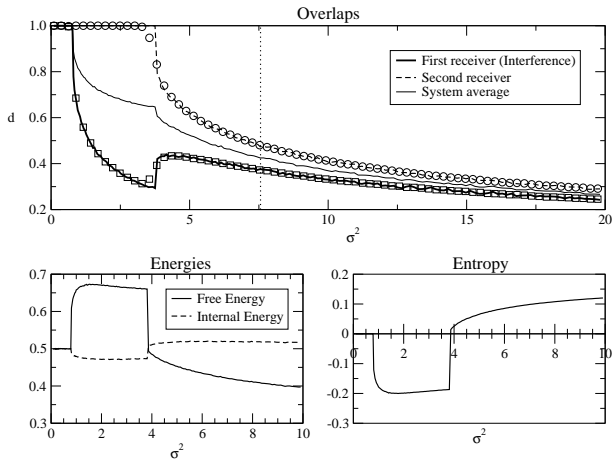 Overlaps
1.0
0.8
d 0.6
0.4
0.2
First receiver (Interference)
Second receiver
System average
0 5 10 15 20
σ²
Energies
0.7
0.6
0.5
0.4
0.3
Free Energy
Internal Energy
0 2 4 6 8 10
σ²
Entropy
0.2
0.1
0
-0.1
-0.2
-0.3
0 2 4 6 8 10
σ²